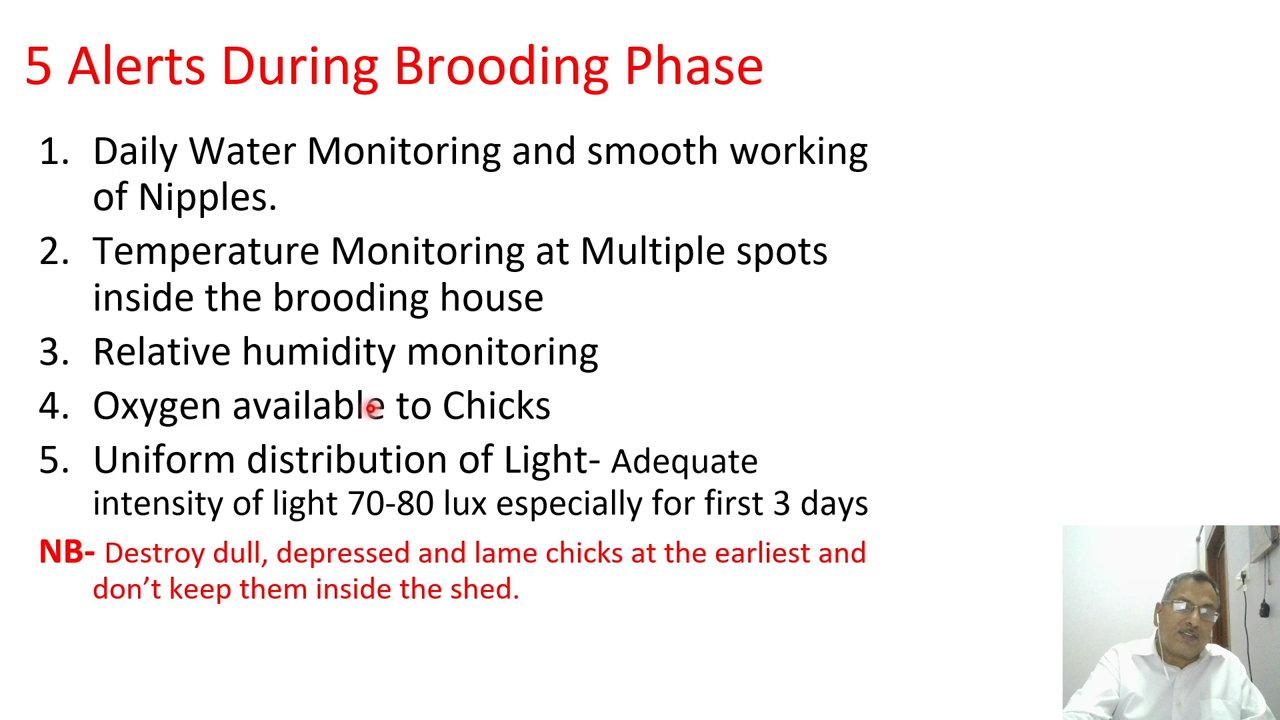 5 Alerts During Brooding Phase
1. Daily Water Monitoring and smooth working
of Nipples.
2. Temperature Monitoring at Multiple spots
inside the brooding house
3. Relative humidity monitoring
4. Oxygen available to Chicks
5. Uniform distribution of Light- Adequate
intensity of light 70-80 lux especially for first 3 days
NB- Destroy dull, depressed and lame chicks at the earliest and
don’t keep them inside the shed.